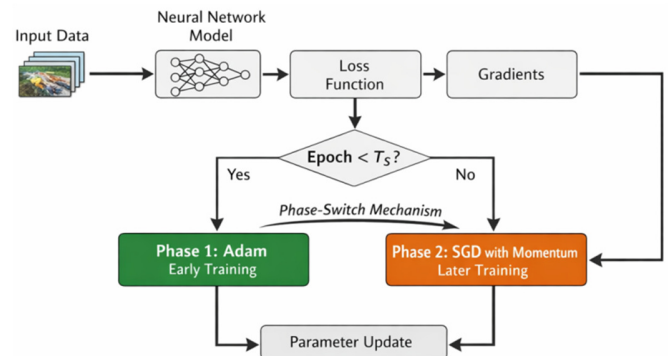 Input Data
Neural Network
Model
Loss
Function
Gradients
Epoch < Tₛ?
Yes
No
Phase-Switch Mechanism
Phase 1: Adam
Early Training
Phase 2: SGD with Momentum
Later Training
Parameter Update